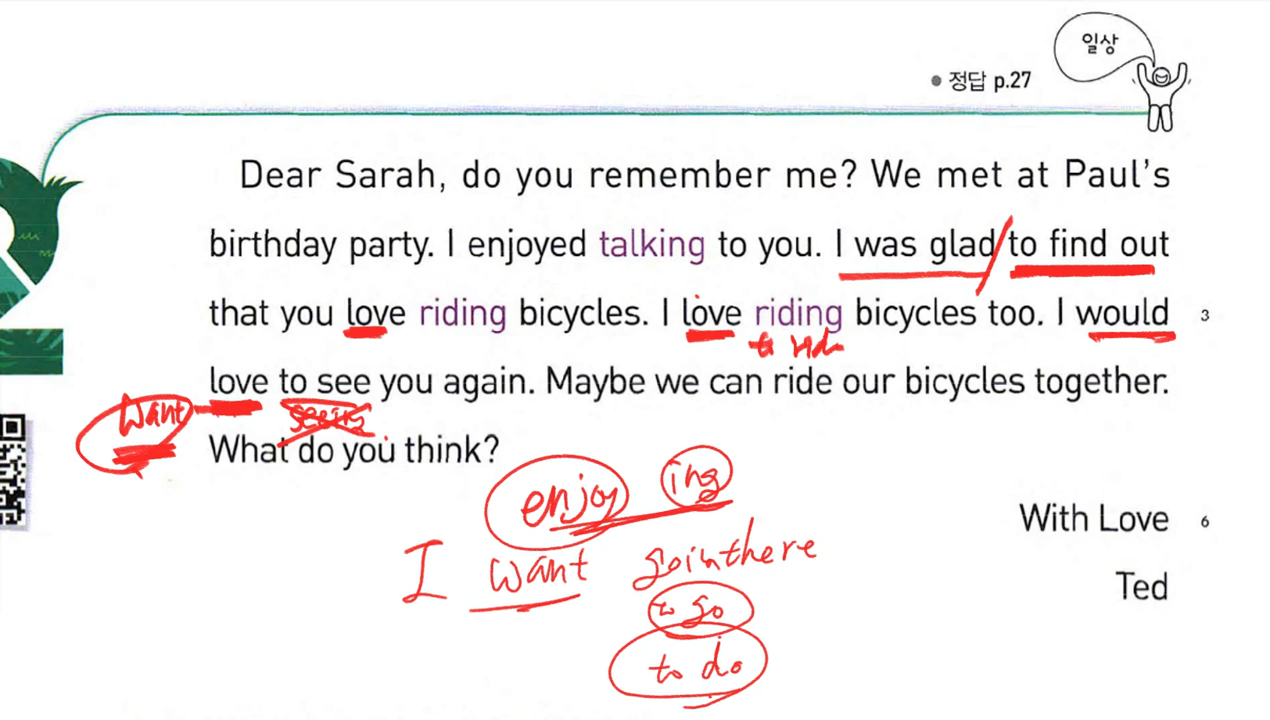 일상
● 정답 p.27
Dear Sarah, do you remember me? We met at Paul's
birthday party. I enjoyed talking to you. I was glad / to find out
that you love riding bicycles. I love riding bicycles too. I would 3
to ride
love to see you again. Maybe we can ride our bicycles together.
want seeing
What do you think?
enjoy ing
With Love 6
I want goin there
Ted
to go
to do